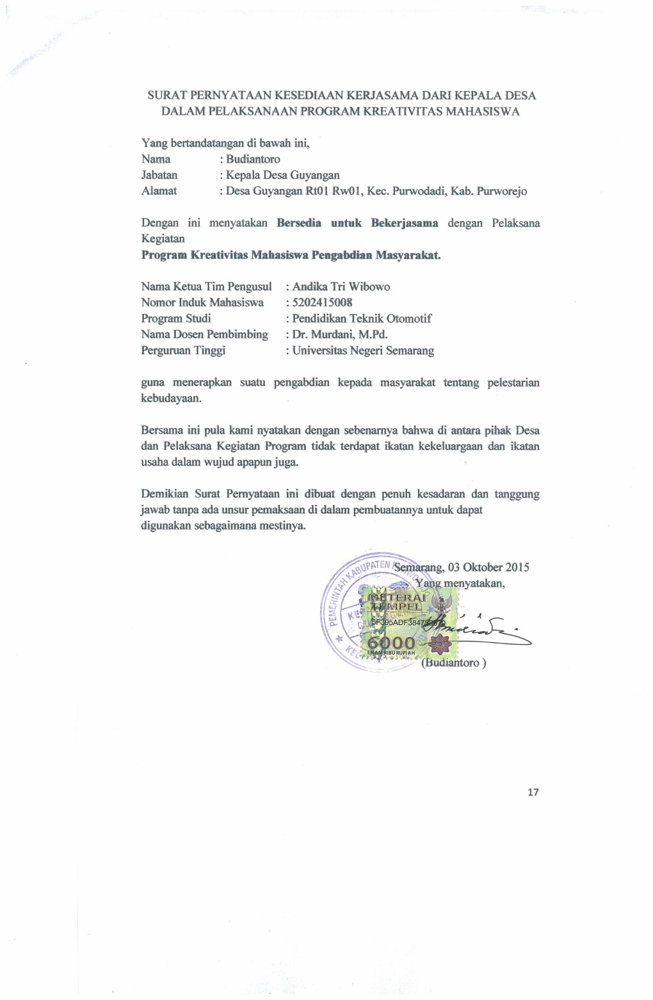 SURAT PERNYATAAN KESEDIAAN KERJASAMA DARI KEPALA DESA
DALAM PELAKSANAAN PROGRAM KREATIVITAS MAHASISWA
Yang bertandatangan di bawah ini,
Nama : Budiantoro
Jabatan : Kepala Desa Guyangan
Alamat : Desa Guyangan Rt01 Rw01, Kec. Purwodadi, Kab. Purworejo
Dengan ini menyatakan Bersedia untuk Bekerjasama dengan Pelaksana
Kegiatan
Program Kreativitas Mahasiswa Pengabdian Masyarakat.
Nama Ketua Tim Pengusul : Andika Tri Wibowo
Nomor Induk Mahasiswa : 5202415008
Program Studi : Pendidikan Teknik Otomotif
Nama Dosen Pembimbing : Dr. Murdani, M.Pd.
Perguruan Tinggi : Universitas Negeri Semarang
guna menerapkan suatu pengabdian kepada masyarakat tentang pelestarian
kebudayaan.
Bersama ini pula kami nyatakan dengan sebenarnya bahwa di antara pihak Desa
dan Pelaksana Kegiatan Program tidak terdapat ikatan kekeluargaan dan ikatan
usaha dalam wujud apapun juga.
Demikian Surat Pernyataan ini dibuat dengan penuh kesadaran dan tanggung
jawab tanpa ada unsur pemaksaan di dalam pembuatannya untuk dapat
digunakan sebagaimana mestinya.
Semarang, 03 Oktober 2015
Yang menyatakan,
PEMERINTAH KABUPATEN
METERAI
TEMPEL
6000
ENAM RIBU RUPIAH
(Budiantoro )
17